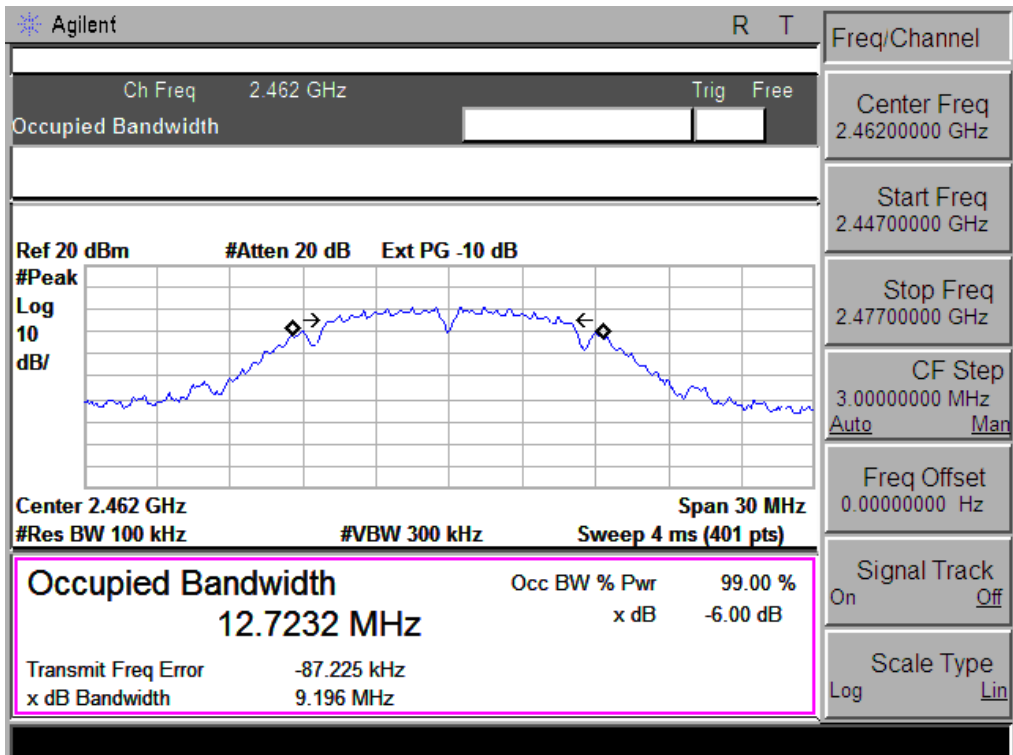 Agilent R T
Ch Freq 2.462 GHz Trig Free
Occupied Bandwidth
Ref 20 dBm #Atten 20 dB Ext PG -10 dB
#Peak
Log
10
dB/
Center 2.462 GHz Span 30 MHz
#Res BW 100 kHz #VBW 300 kHz Sweep 4 ms (401 pts)
Occupied Bandwidth Occ BW % Pwr 99.00 %
12.7232 MHz x dB -6.00 dB
Transmit Freq Error -87.225 kHz
x dB Bandwidth 9.196 MHz
Freq/Channel
Center Freq
2.46200000 GHz
Start Freq
2.44700000 GHz
Stop Freq
2.47700000 GHz
CF Step
3.00000000 MHz
Auto Man
Freq Offset
0.00000000 Hz
Signal Track
On Off
Scale Type
Log Lin